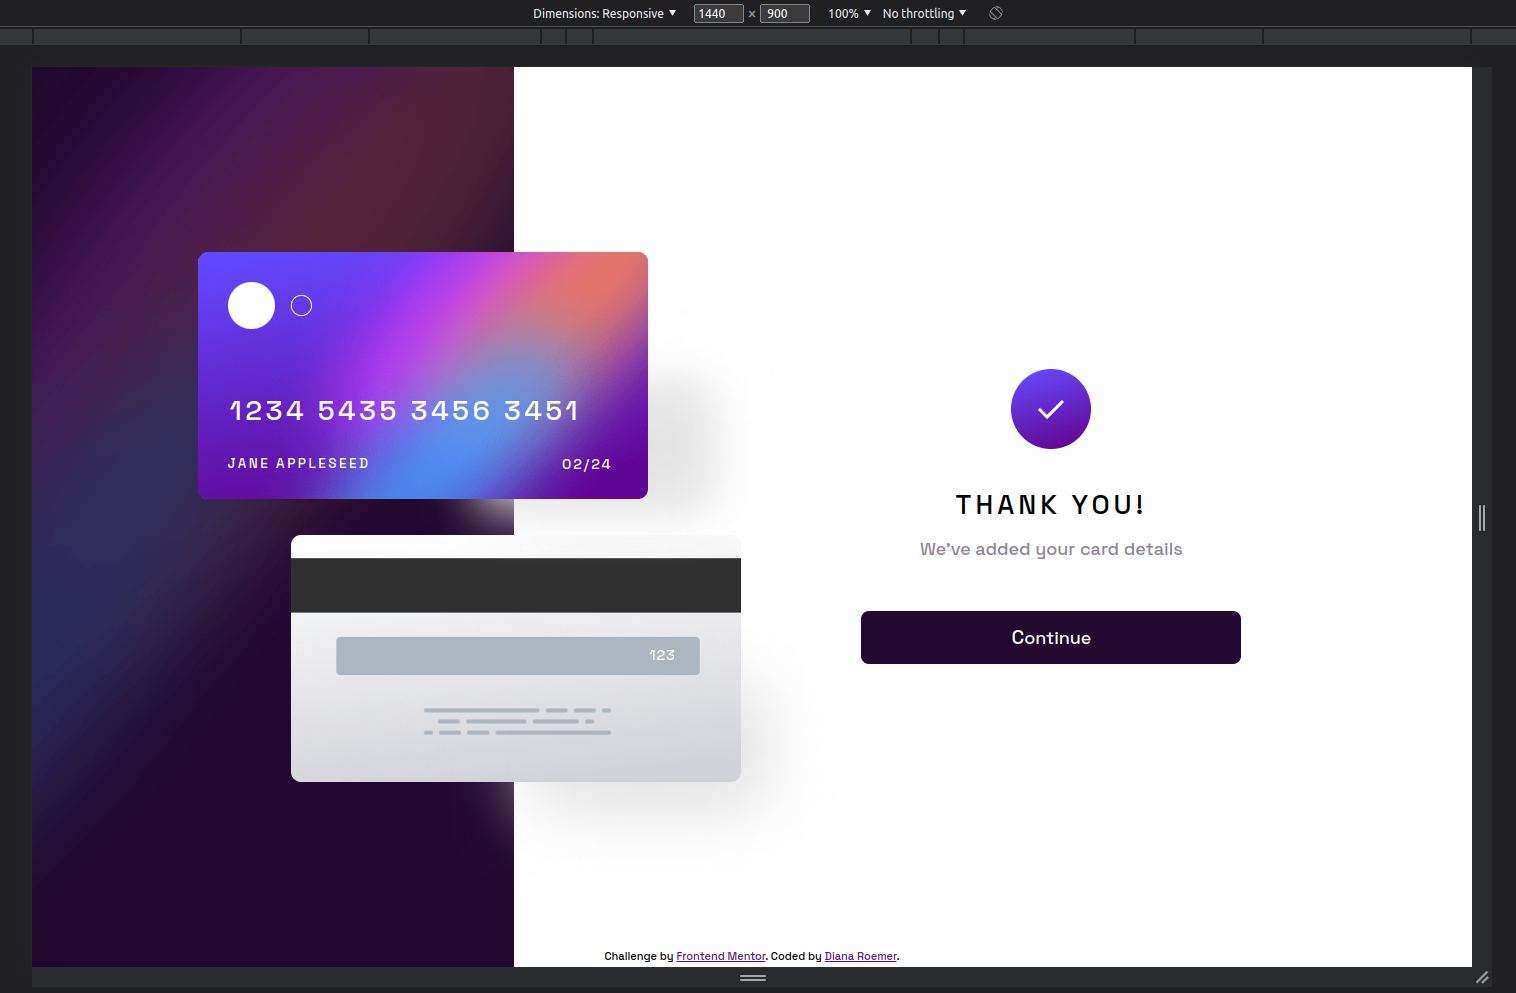 Dimensions: Responsive 1440 × 900 100% No throttling
1234 5435 3456 3451
JANE APPLESEED 02/24
123
THANK YOU!
We've added your card details
Continue
Challenge by Frontend Mentor. Coded by Diana Roemer.